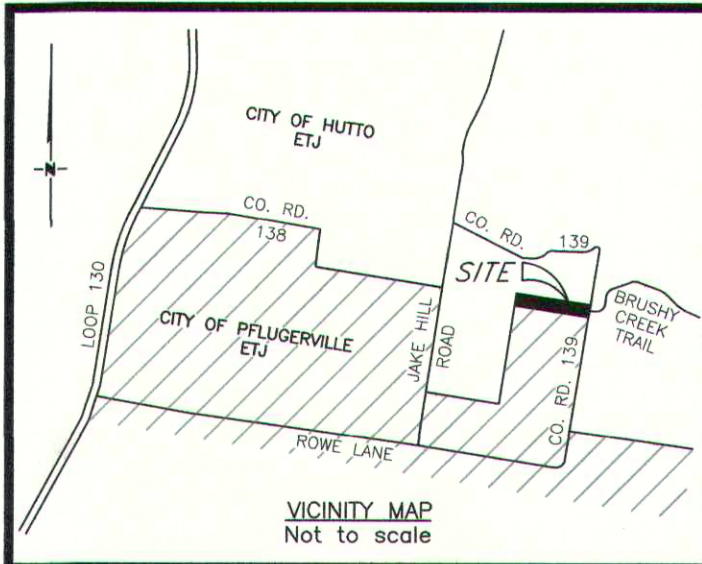 CITY OF HUTTO
ETJ
N
CO. RD.
138
CO. RD. 139
SITE
LOOP 130
CITY OF PFLUGERVILLE
ETJ
JAKE HILL
ROAD
BRUSHY
CREEK
TRAIL
CO. RD. 139
ROWE LANE
VICINITY MAP
Not to scale